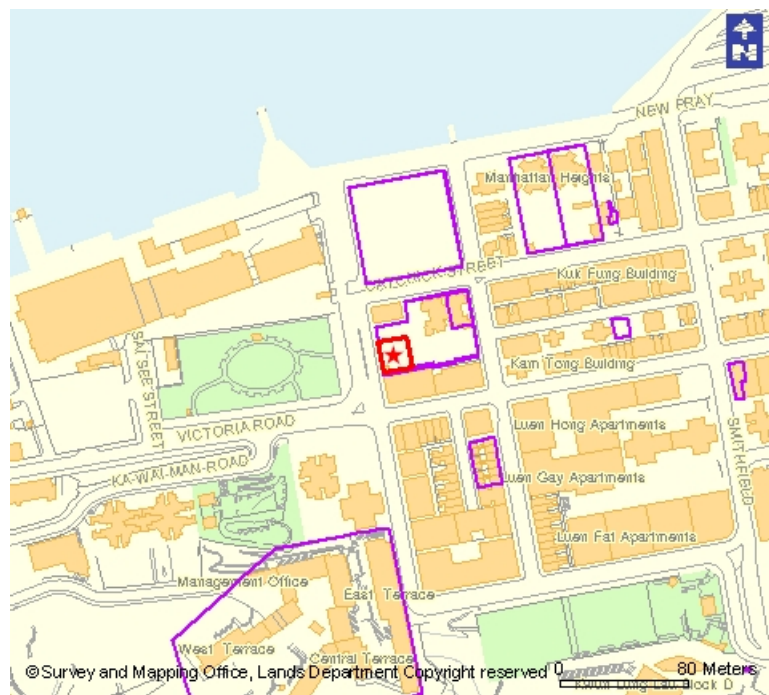 N
NEW PRAY
Manhattan Heights
CATCHICK STREET
Kuk Fung Building
SAI SEE STREET
Kam Tong Building
VICTORIA ROAD
Luen Hong Apartments
SMITHFIELD
KA WAI MAN ROAD
Luen Gay Apartments
Luen Fat Apartments
Management Office
East Terrace
West Terrace
Central Terrace
©Survey and Mapping Office, Lands Department Copyright reserved 0 80 Meters
Block D